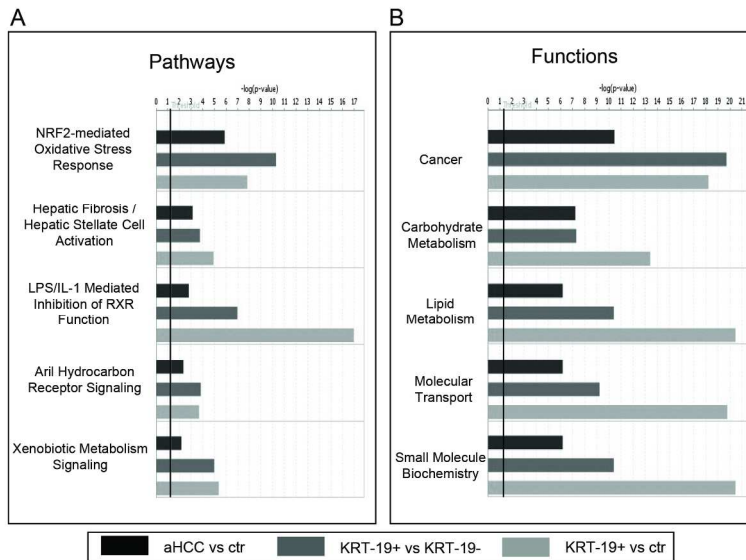 A
Pathways
-log(p-value)
0 1 2 3 4 5 6 7 8 9 10 11 12 13 14 15 16 17
Threshold
NRF2-mediated
Oxidative Stress
Response
Hepatic Fibrosis /
Hepatic Stellate Cell
Activation
LPS/IL-1 Mediated
Inhibition of RXR
Function
Aril Hydrocarbon
Receptor Signaling
Xenobiotic Metabolism
Signaling
B
Functions
-log(p-value)
0 1 2 3 4 5 6 7 8 9 10 11 12 13 14 15 16 17 18 19 20 21
Cancer
Carbohydrate
Metabolism
Lipid
Metabolism
Molecular
Transport
Small Molecule
Biochemistry
aHCC vs ctr
KRT-19+ vs KRT-19-
KRT-19+ vs ctr